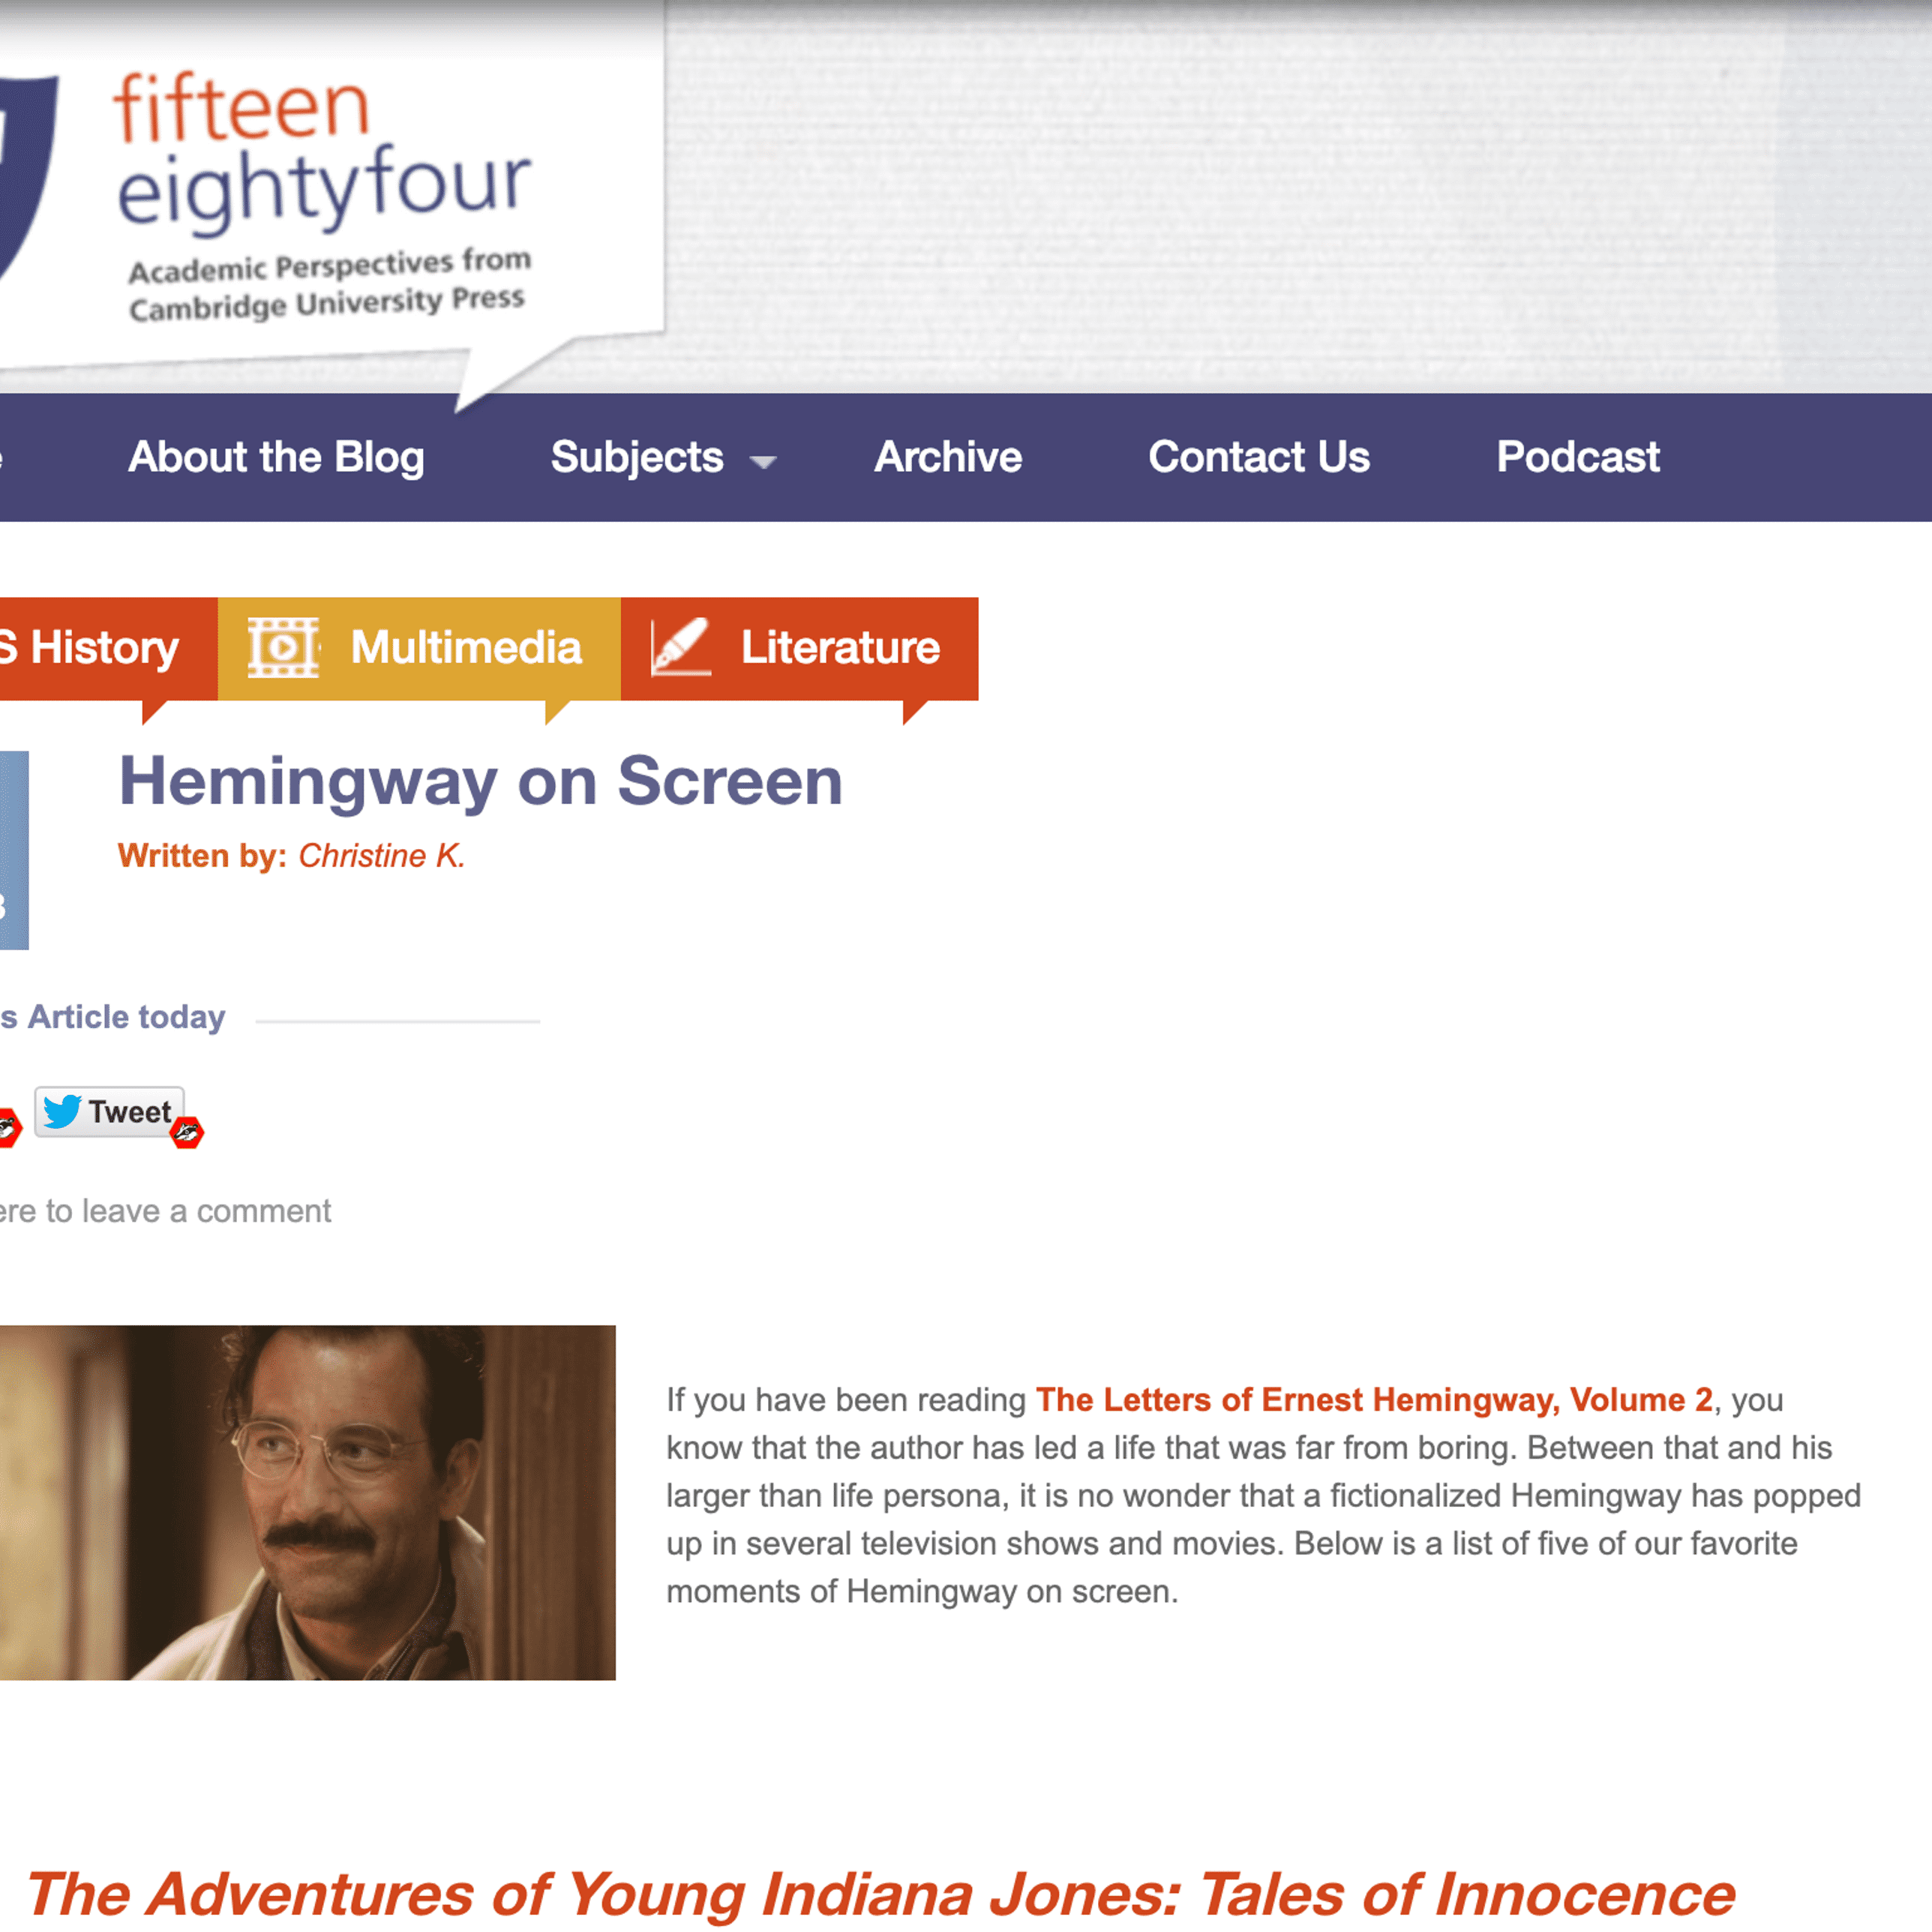 fifteen
eightyfour
Academic Perspectives from
Cambridge University Press
About the Blog Subjects Archive Contact Us Podcast
S History Multimedia Literature
Hemingway on Screen
Written by: Christine K.
s Article today
Tweet
ere to leave a comment
If you have been reading The Letters of Ernest Hemingway, Volume 2, you
know that the author has led a life that was far from boring. Between that and his
larger than life persona, it is no wonder that a fictionalized Hemingway has popped
up in several television shows and movies. Below is a list of five of our favorite
moments of Hemingway on screen.
The Adventures of Young Indiana Jones: Tales of Innocence